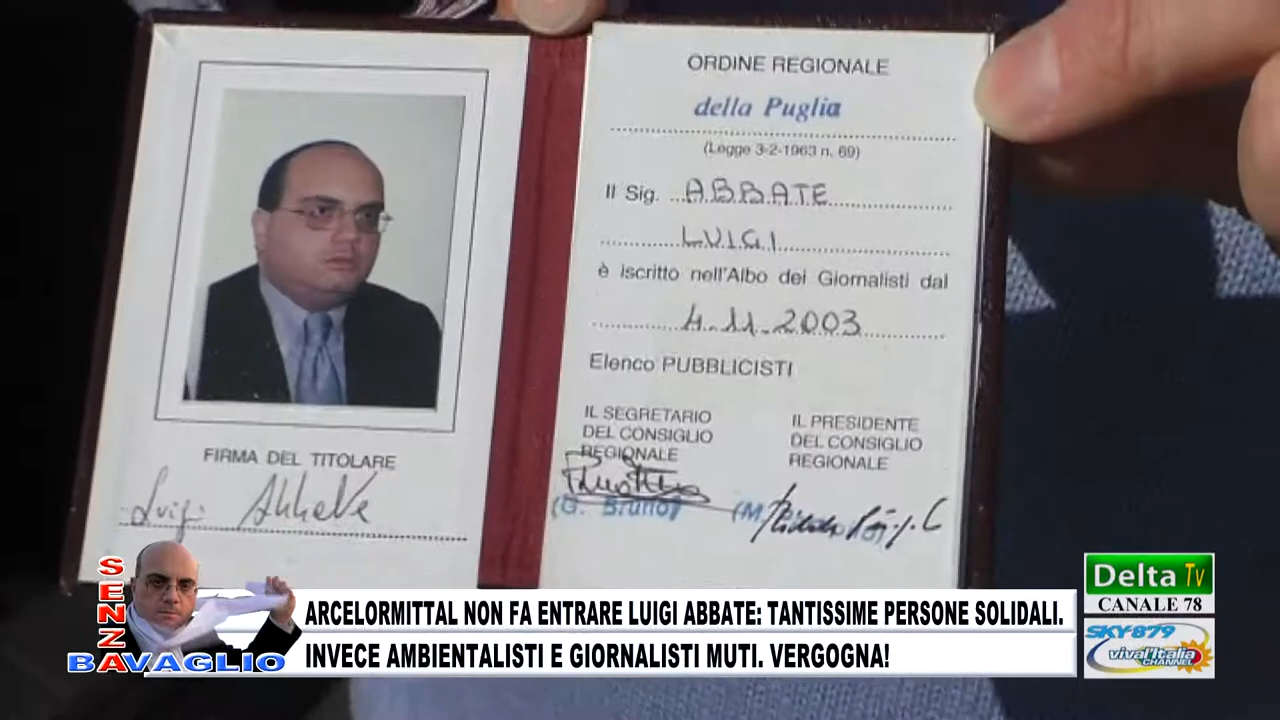 ORDINE REGIONALE
della Puglia
(Legge 3-2-1963 n. 69)
Il Sig. ABBATE
LUIGI
è iscritto nell'Albo dei Giornalisti dal
4.11.2003
Elenco PUBBLICISTI
IL SEGRETARIO
DEL CONSIGLIO
REGIONALE
(G. Bruno)
IL PRESIDENTE
DEL CONSIGLIO
REGIONALE
FIRMA DEL TITOLARE
Luigi Abbate
SENZA
BAVAGLIO
ARCELORMITTAL NON FA ENTRARE LUIGI ABBATE: TANTISSIME PERSONE SOLIDALI.
INVECE AMBIENTALISTI E GIORNALISTI MUTI. VERGOGNA!
Delta Tv
CANALE 78
SKY-879
viva l'Italia
CHANNEL